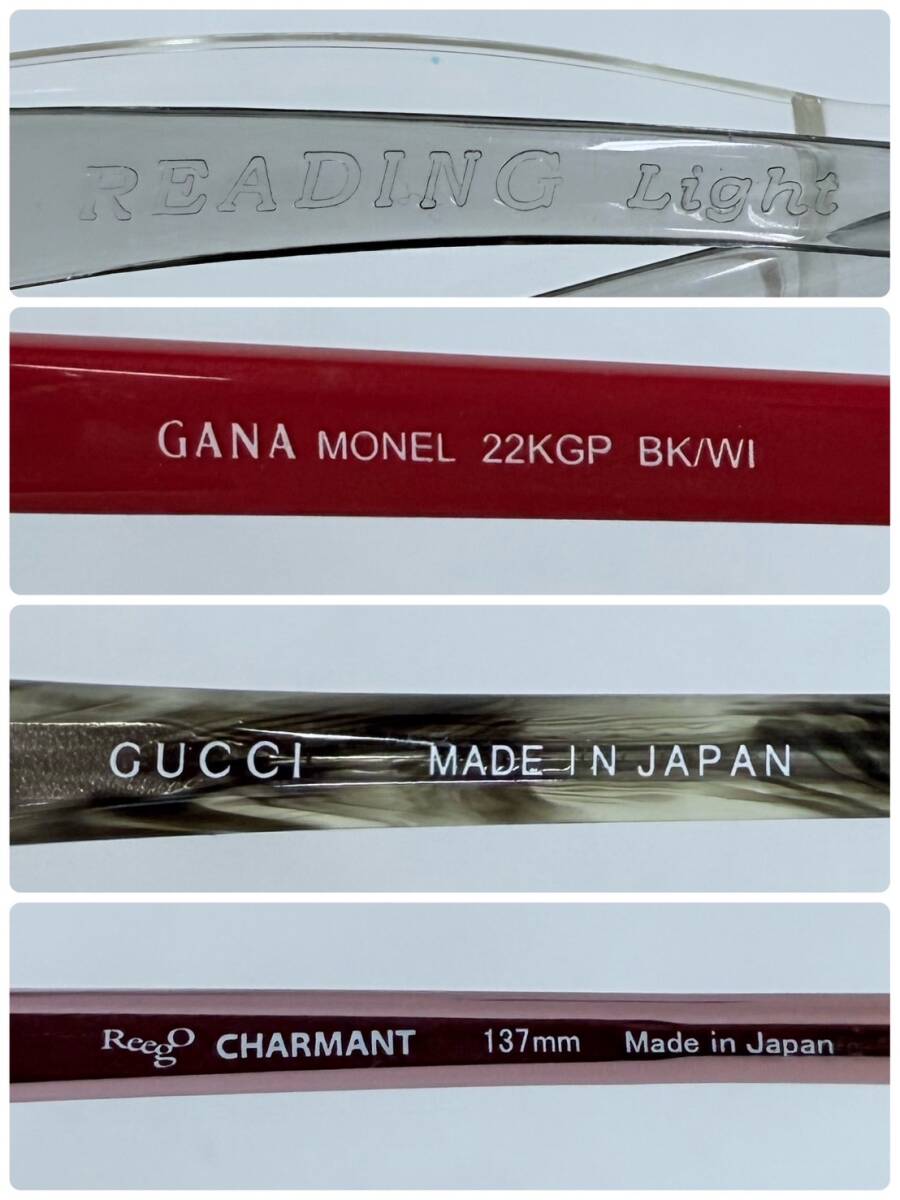 READING Light
GANA MONEL 22KGP BK/WI
GUCCI MADE IN JAPAN
ReegO CHARMANT 137mm Made in Japan